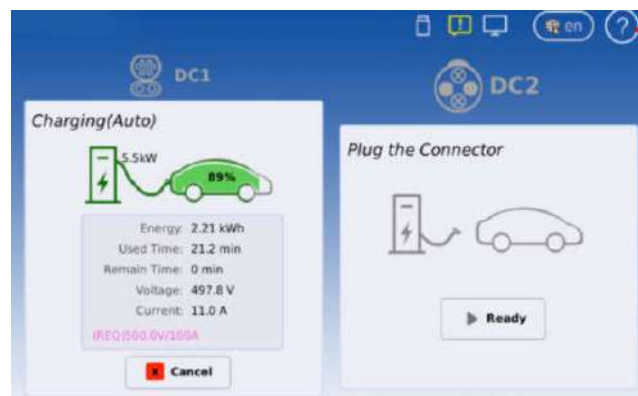 en ?
DC1
DC2
Charging(Auto)
5.5kW
89%
Energy: 2.21 kWh
Used Time: 21.2 min
Remain Time: 0 min
Voltage: 497.8 V
Current: 11.0 A
(REQ)500.0V/100A
x Cancel
Plug the Connector
Ready